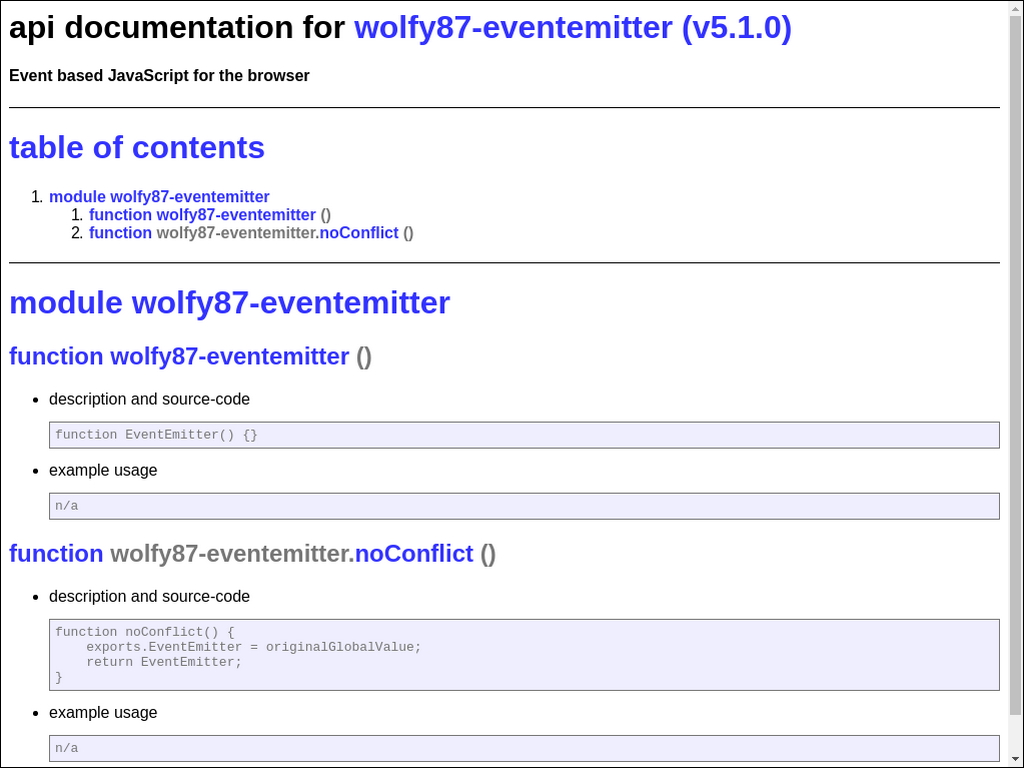 api documentation for wolfy87-eventemitter (v5.1.0)
Event based JavaScript for the browser
table of contents
1. module wolfy87-eventemitter
1. function wolfy87-eventemitter ()
2. function wolfy87-eventemitter.noConflict ()
module wolfy87-eventemitter
function wolfy87-eventemitter ()
• description and source-code
function EventEmitter() {}
• example usage
n/a
function wolfy87-eventemitter.noConflict ()
• description and source-code
function noConflict() {
    exports.EventEmitter = originalGlobalValue;
    return EventEmitter;
}
• example usage
n/a